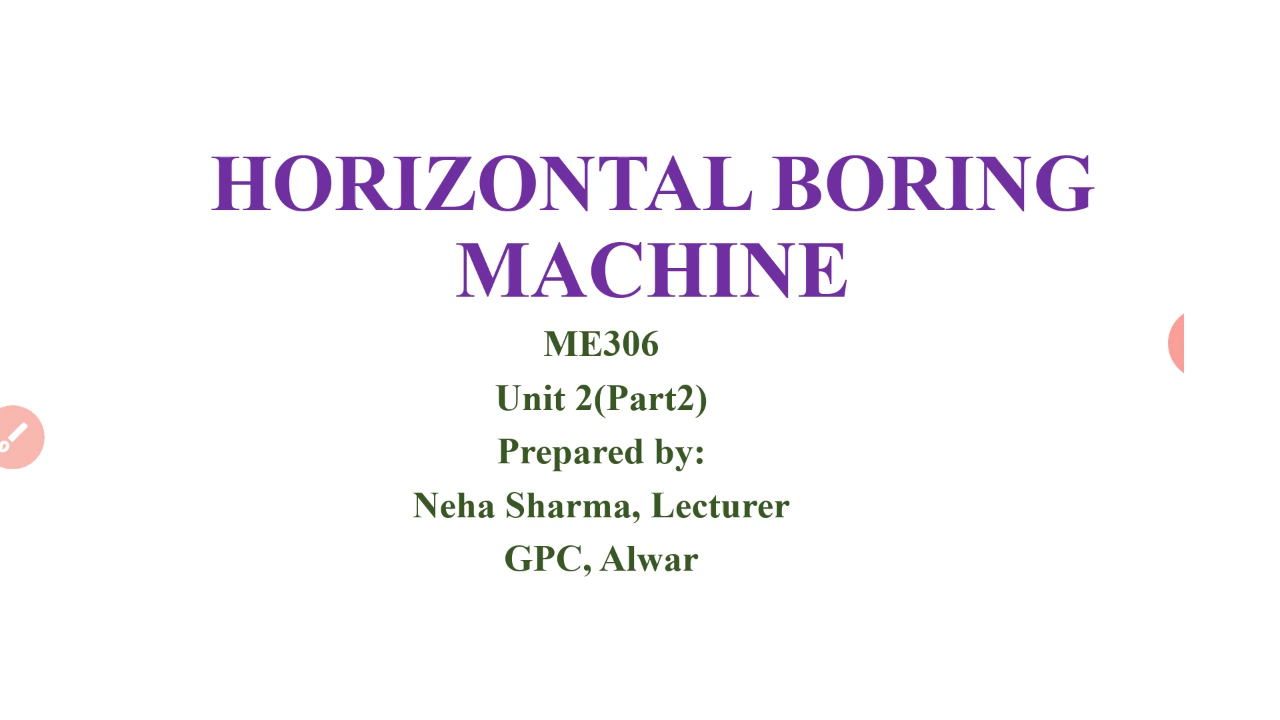 HORIZONTAL BORING
MACHINE
ME306
Unit 2(Part2)
Prepared by:
Neha Sharma, Lecturer
GPC, Alwar